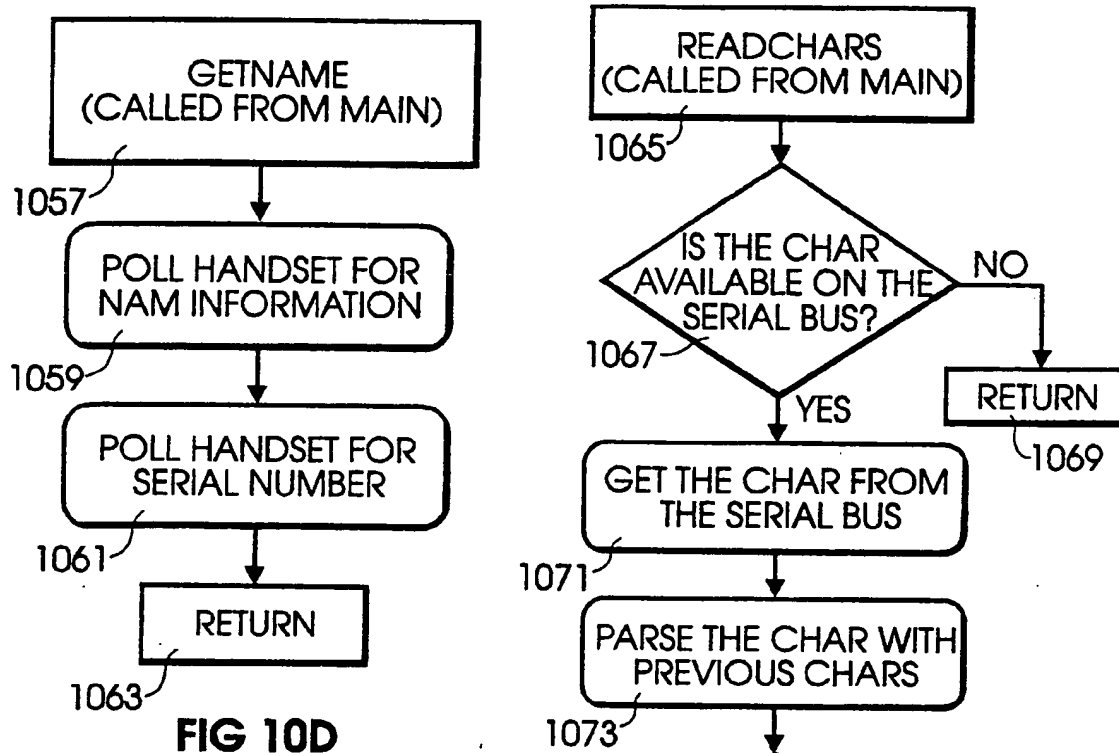 GETNAME
(CALLED FROM MAIN)
1057
POLL HANDSET FOR
NAM INFORMATION
1059
POLL HANDSET FOR
SERIAL NUMBER
1061
RETURN
1063
FIG 10D
READCHARS
(CALLED FROM MAIN)
1065
IS THE CHAR
AVAILABLE ON THE
SERIAL BUS?
1067
NO
RETURN
1069
YES
GET THE CHAR FROM
THE SERIAL BUS
1071
PARSE THE CHAR WITH
PREVIOUS CHARS
1073